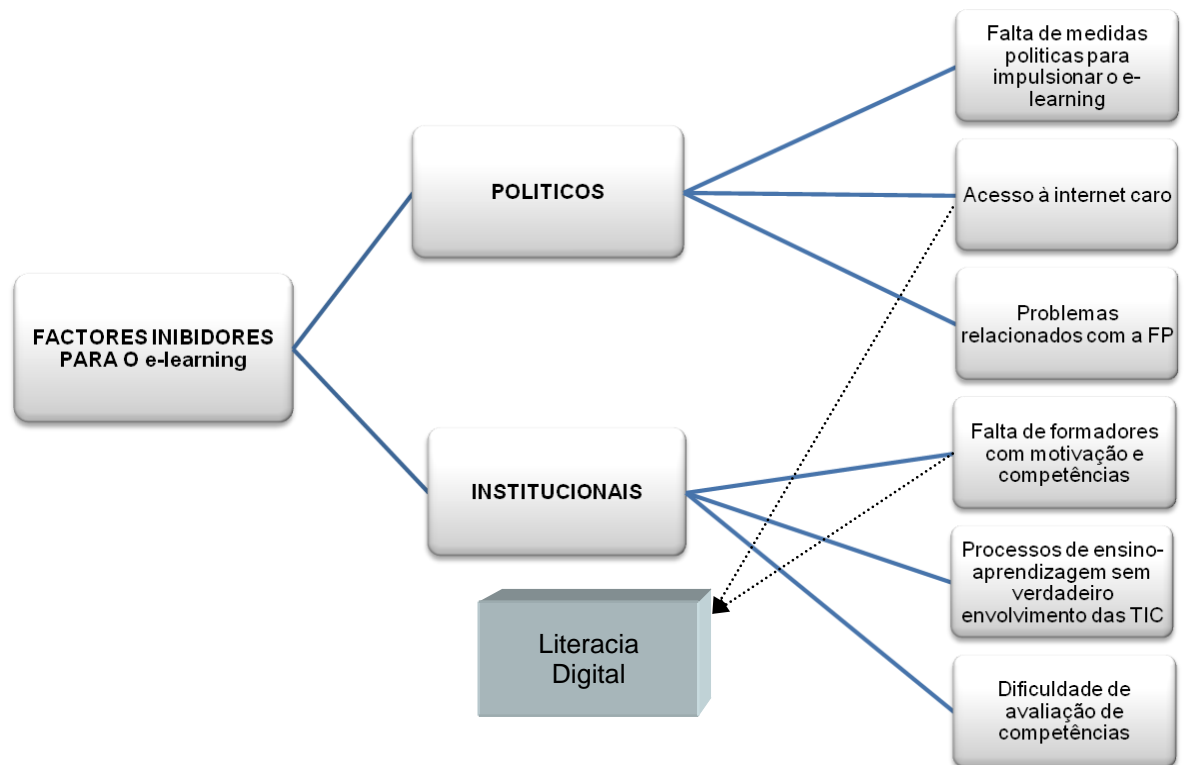 FACTORES INIBIDORES
PARA O e-learning
POLITICOS
Falta de medidas
politicas para
impulsionar o e-
learning
Acesso à internet caro
Problemas
relacionados com a FP
INSTITUCIONAIS
Falta de formadores
com motivação e
competências
Processos de ensino-
aprendizagem sem
verdadeiro
envolvimento das TIC
Dificuldade de
avaliação de
competências
Literacia
Digital